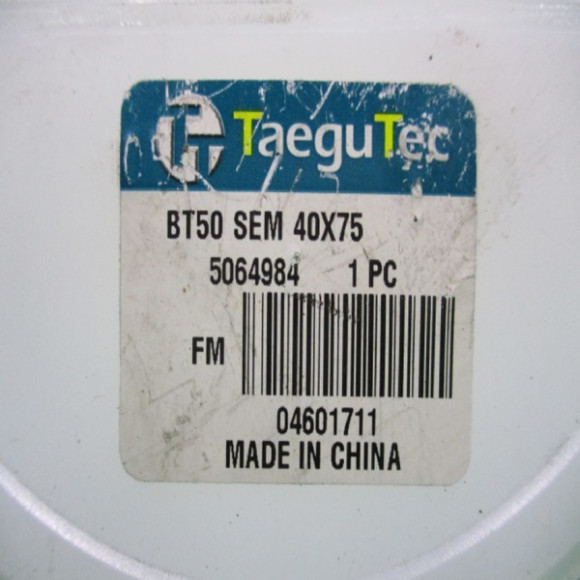 TaeguTec
BT50 SEM 40X75
5064984 1 PC
FM
04601711
MADE IN CHINA